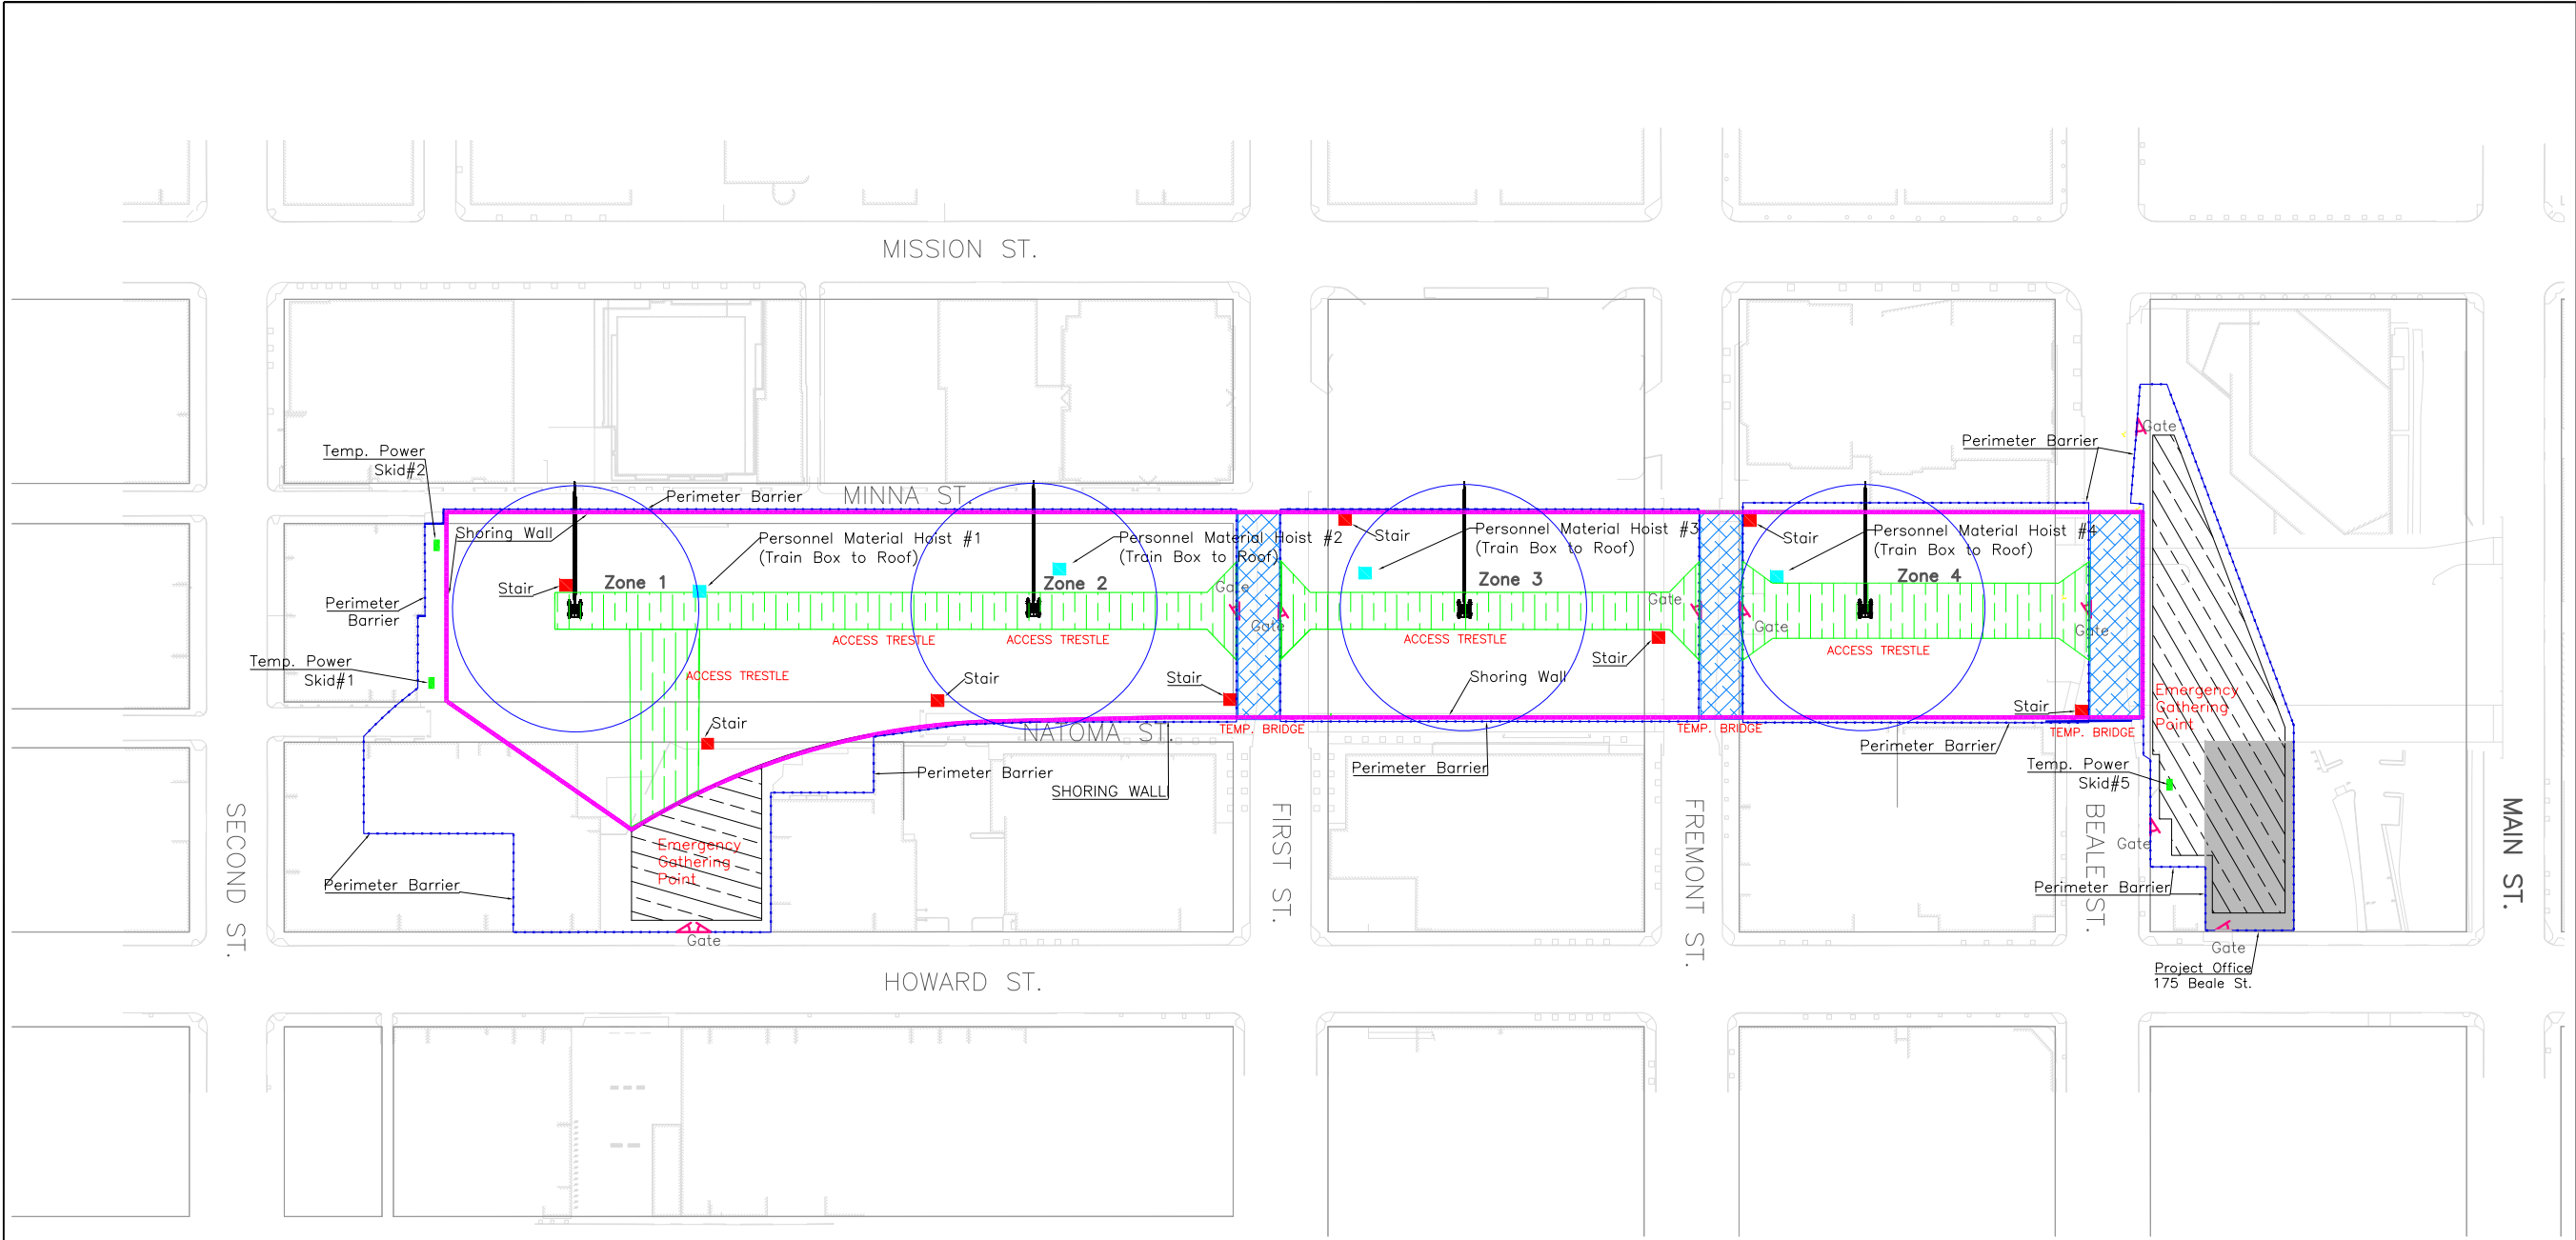 MISSION ST.
Gate
Perimeter Barrier
Temp. Power
Skid#2
MINNA ST.
Perimeter Barrier
Shoring Wall
Personnel Material Hoist #1
(Train Box to Roof)
Personnel Material Hoist #2
(Train Box to Roof)
Stair
Personnel Material Hoist #3
(Train Box to Roof)
Stair
Personnel Material Hoist #4
(Train Box to Roof)
Stair
Zone 1
Zone 2
Zone 3
Zone 4
Gate
Gate
Gate
Gate
Gate
Perimeter
Barrier
ACCESS TRESTLE
ACCESS TRESTLE
ACCESS TRESTLE
ACCESS TRESTLE
Temp. Power
Skid#1
ACCESS TRESTLE
Stair
Stair
Stair
Shoring Wall
Stair
Emergency
Gathering
Point
Stair
NATOMA ST.
TEMP. BRIDGE
TEMP. BRIDGE
TEMP. BRIDGE
Perimeter Barrier
Perimeter Barrier
Perimeter Barrier
SHORING WALL
Temp. Power
Skid#5
SECOND ST.
FIRST ST.
FREMONT ST.
BEALE ST.
MAIN ST.
Gate
Emergency
Gathering
Point
Perimeter Barrier
Perimeter Barrier
Gate
Gate
Project Office
175 Beale St.
HOWARD ST.